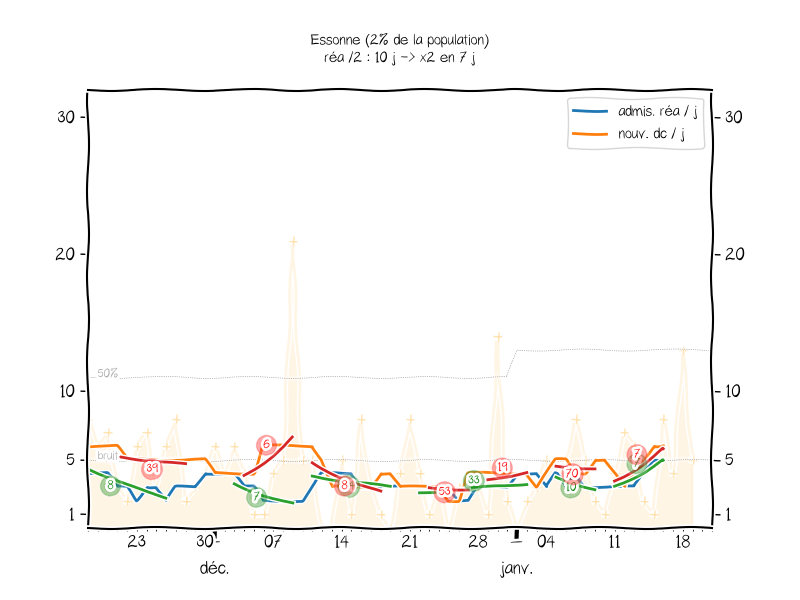 Essonne (2% de la population)
réa /2 : 10 j -> x2 en 7 j
admis. réa / j
nouv. dc / j
30 30
20 20
50%
10 10
6
7
19
bruit
5 5
39
70
33
8
8
53
7
1 1
23 30 07 14 21 28 04 11 18
déc. janv.